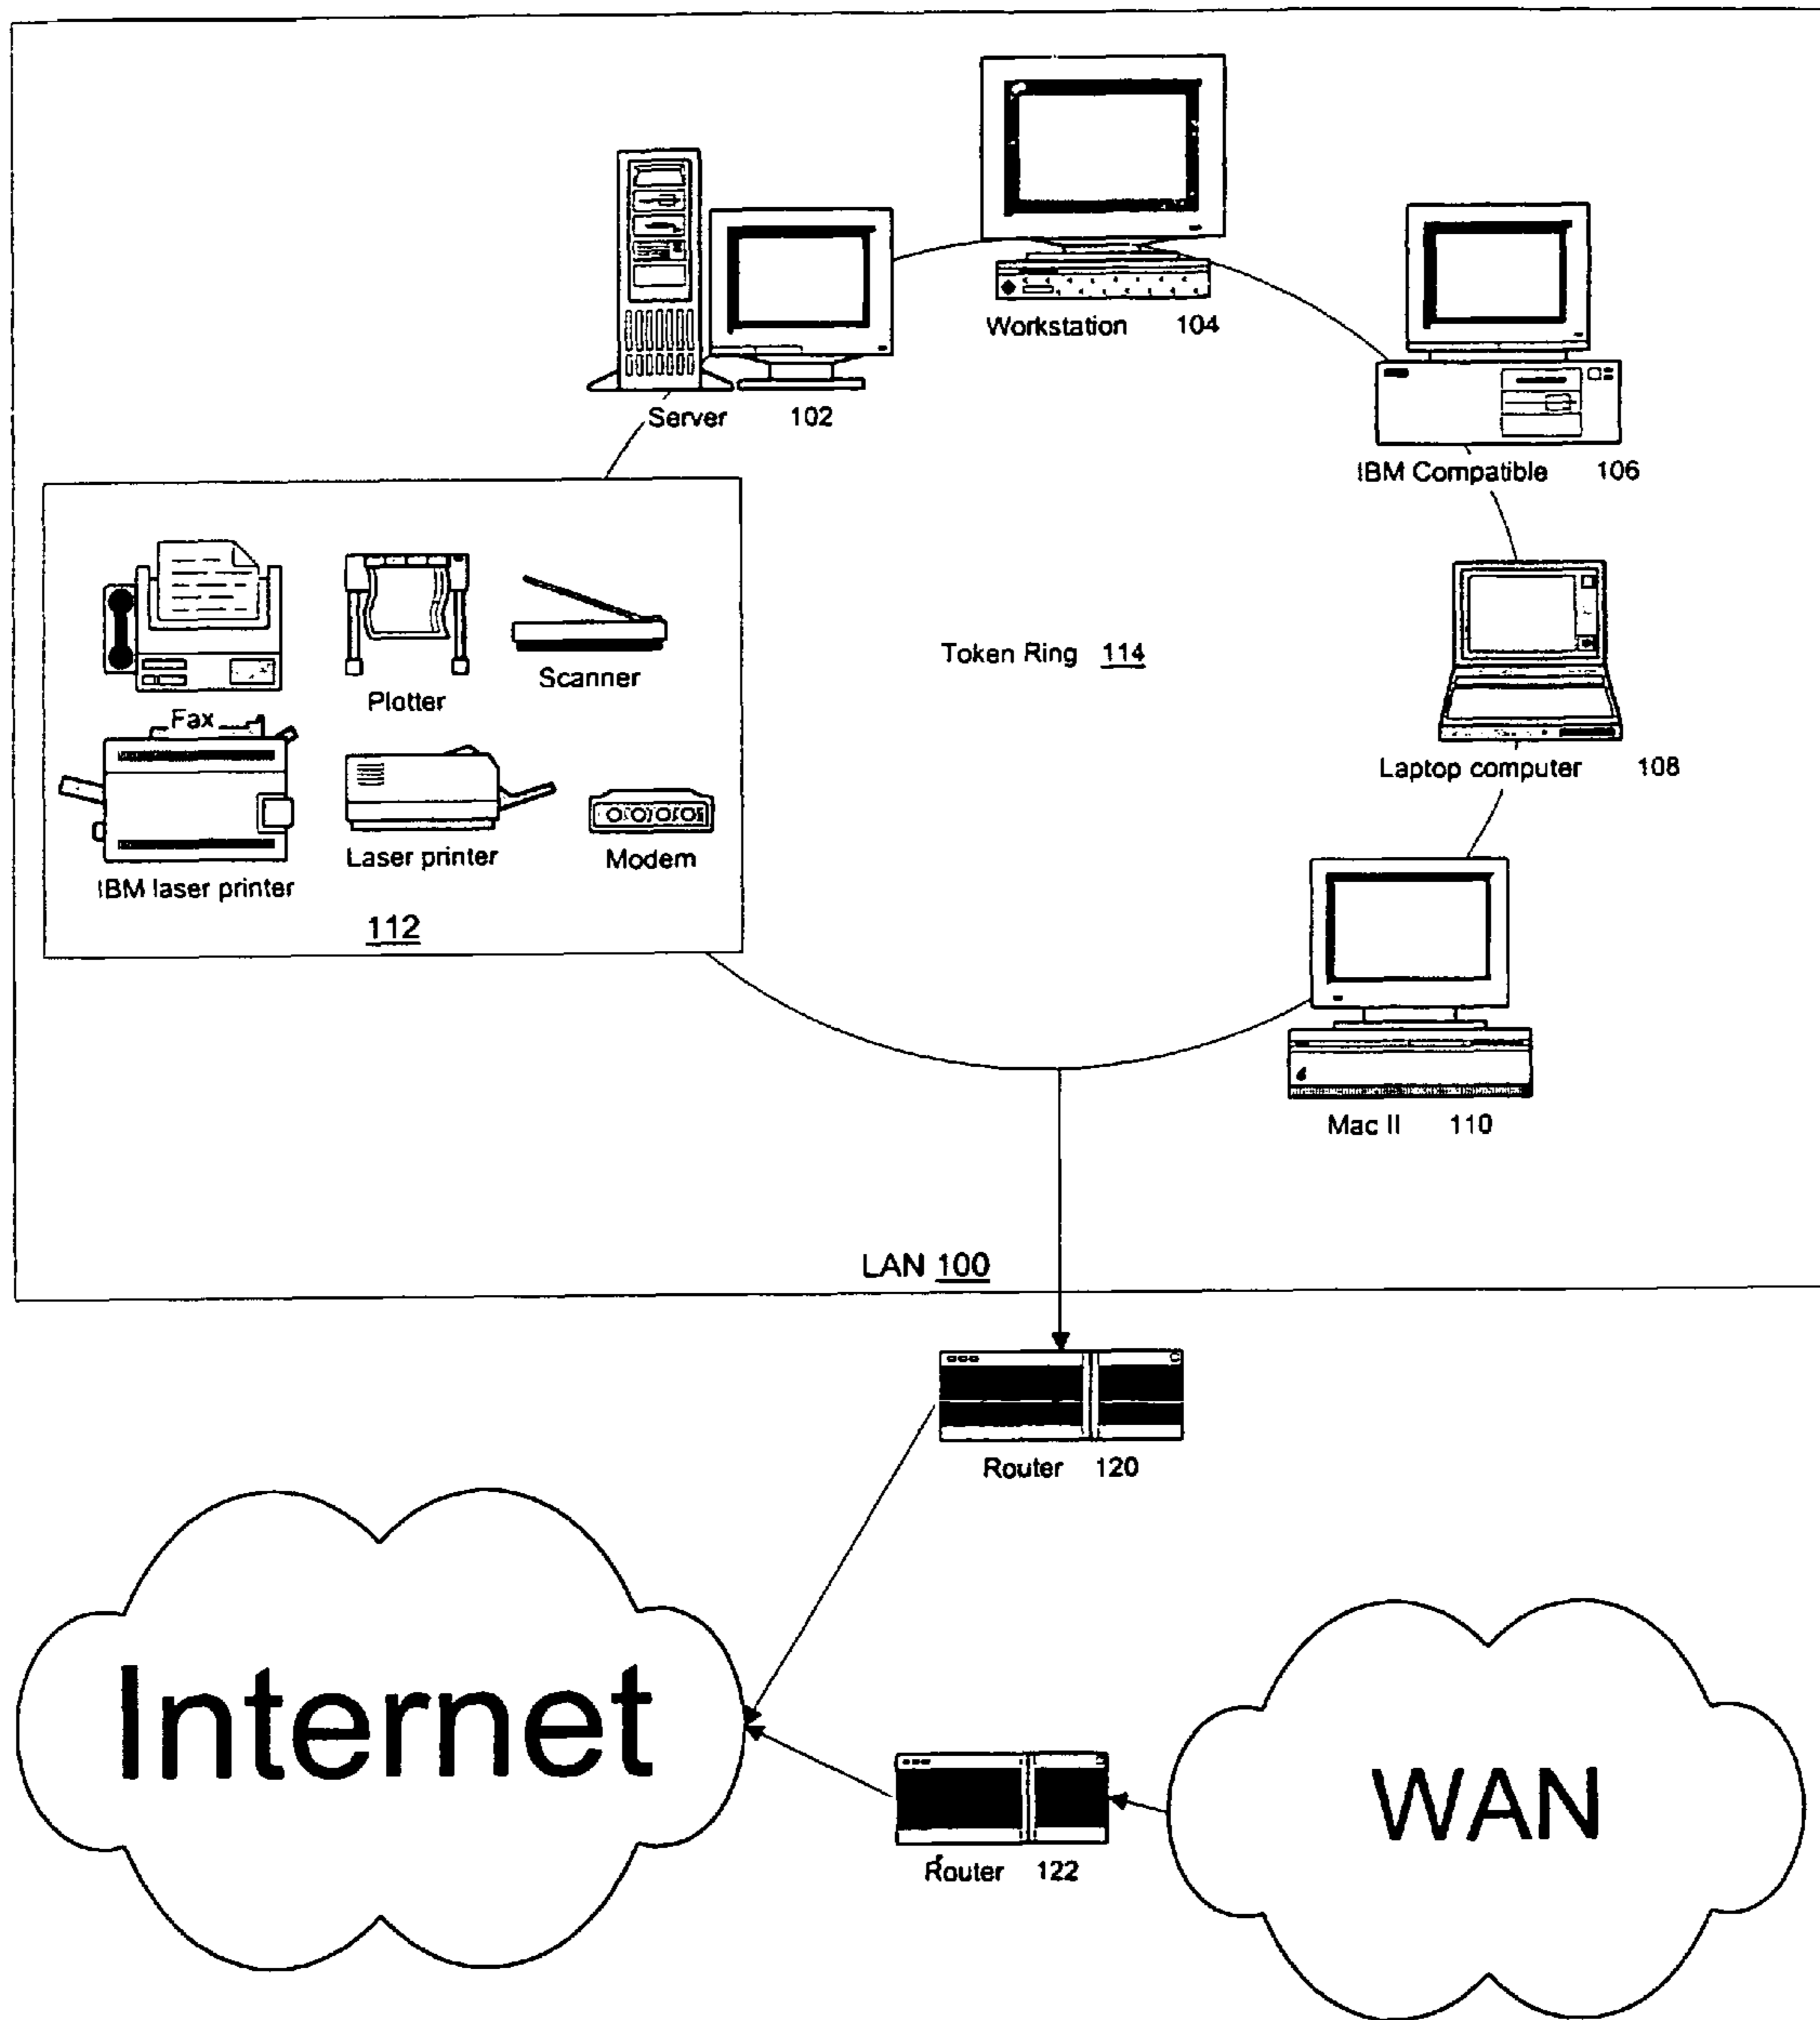 Workstation 104
Server 102
IBM Compatible 106
Token Ring 114
Scanner
Plotter
Fax
Laptop computer 108
Laser printer
Modem
IBM laser printer
112
Mac II 110
LAN 100
Router 120
Internet
WAN
Router 122